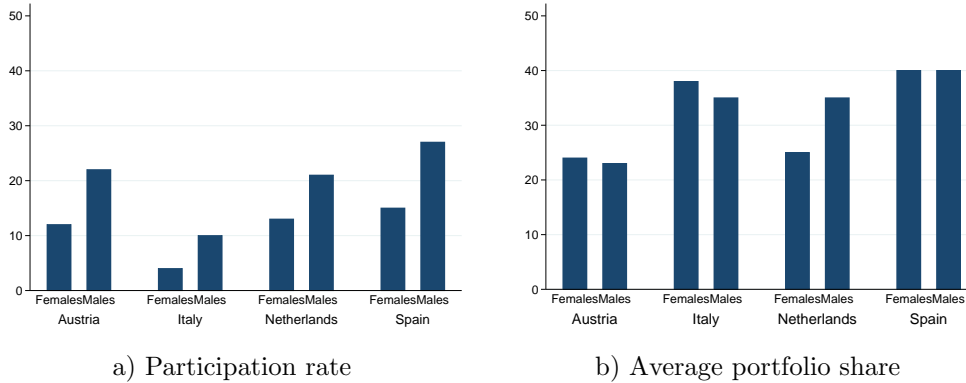 50
40
30
20
10
0
FemalesMales FemalesMales FemalesMales FemalesMales
Austria Italy Netherlands Spain
a) Participation rate
50
40
30
20
10
0
FemalesMales FemalesMales FemalesMales FemalesMales
Austria Italy Netherlands Spain
b) Average portfolio share